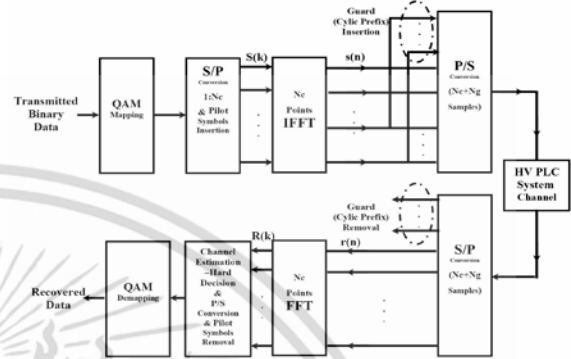 Guard
(Cylic Prefix)
Insertion
S(k)
s(n)
Transmitted
Binary
Data
QAM
Mapping
S/P
Conversion
1:Nc
& Pilot
Symbols
Insertion
Nc
Points
IFFT
P/S
Conversion
(Nc+Ng
Samples)
HV PLC
System
Channel
Guard
(Cylic Prefix)
Removal
R(k)
r(n)
Recovered
Data
QAM
Demapping
Channel
Estimation
–Hard
Decision
&
P/S
Conversion
& Pilot
Symbols
Removal
Nc
Points
FFT
S/P
Conversion
(Nc+Ng
Samples)